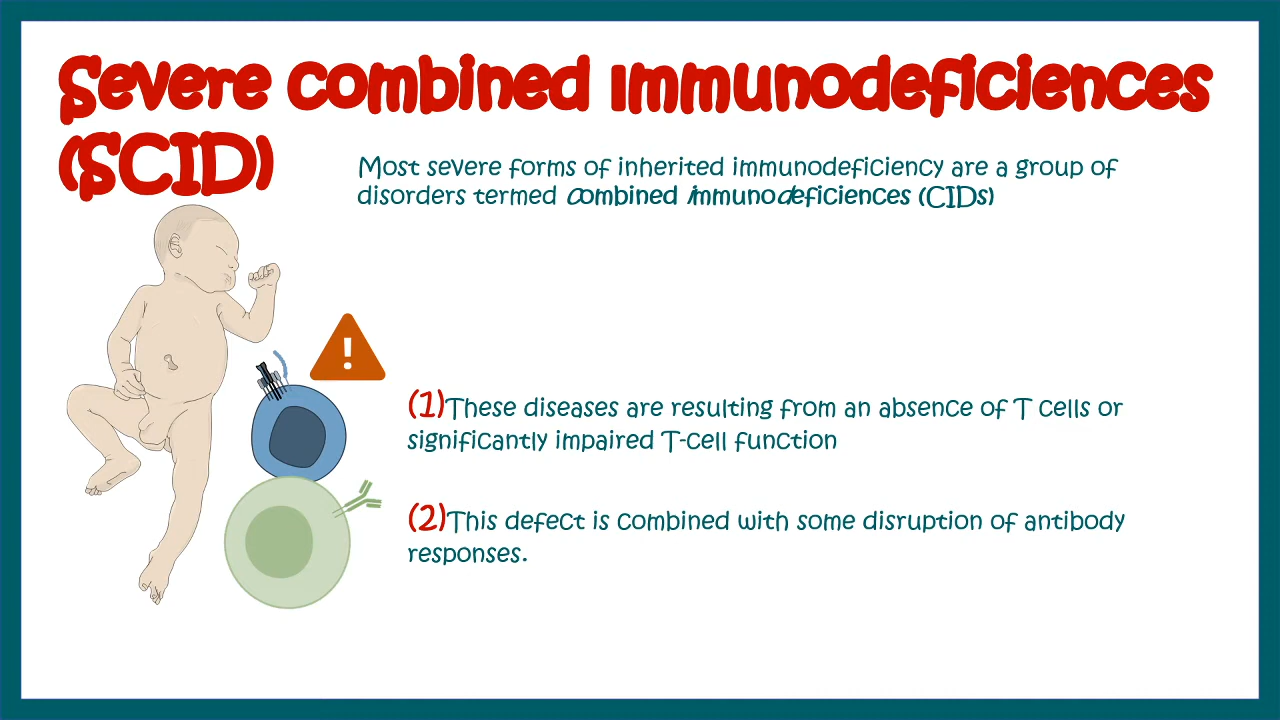 Severe combined Immunodeficiences
(SCID)
Most severe forms of inherited immunodeficiency are a group of
disorders termed combined immunodeficiences (CIDs)
!
(1)These diseases are resulting from an absence of T cells or
significantly impaired T-cell function
(2)This defect is combined with some disruption of antibody
responses.